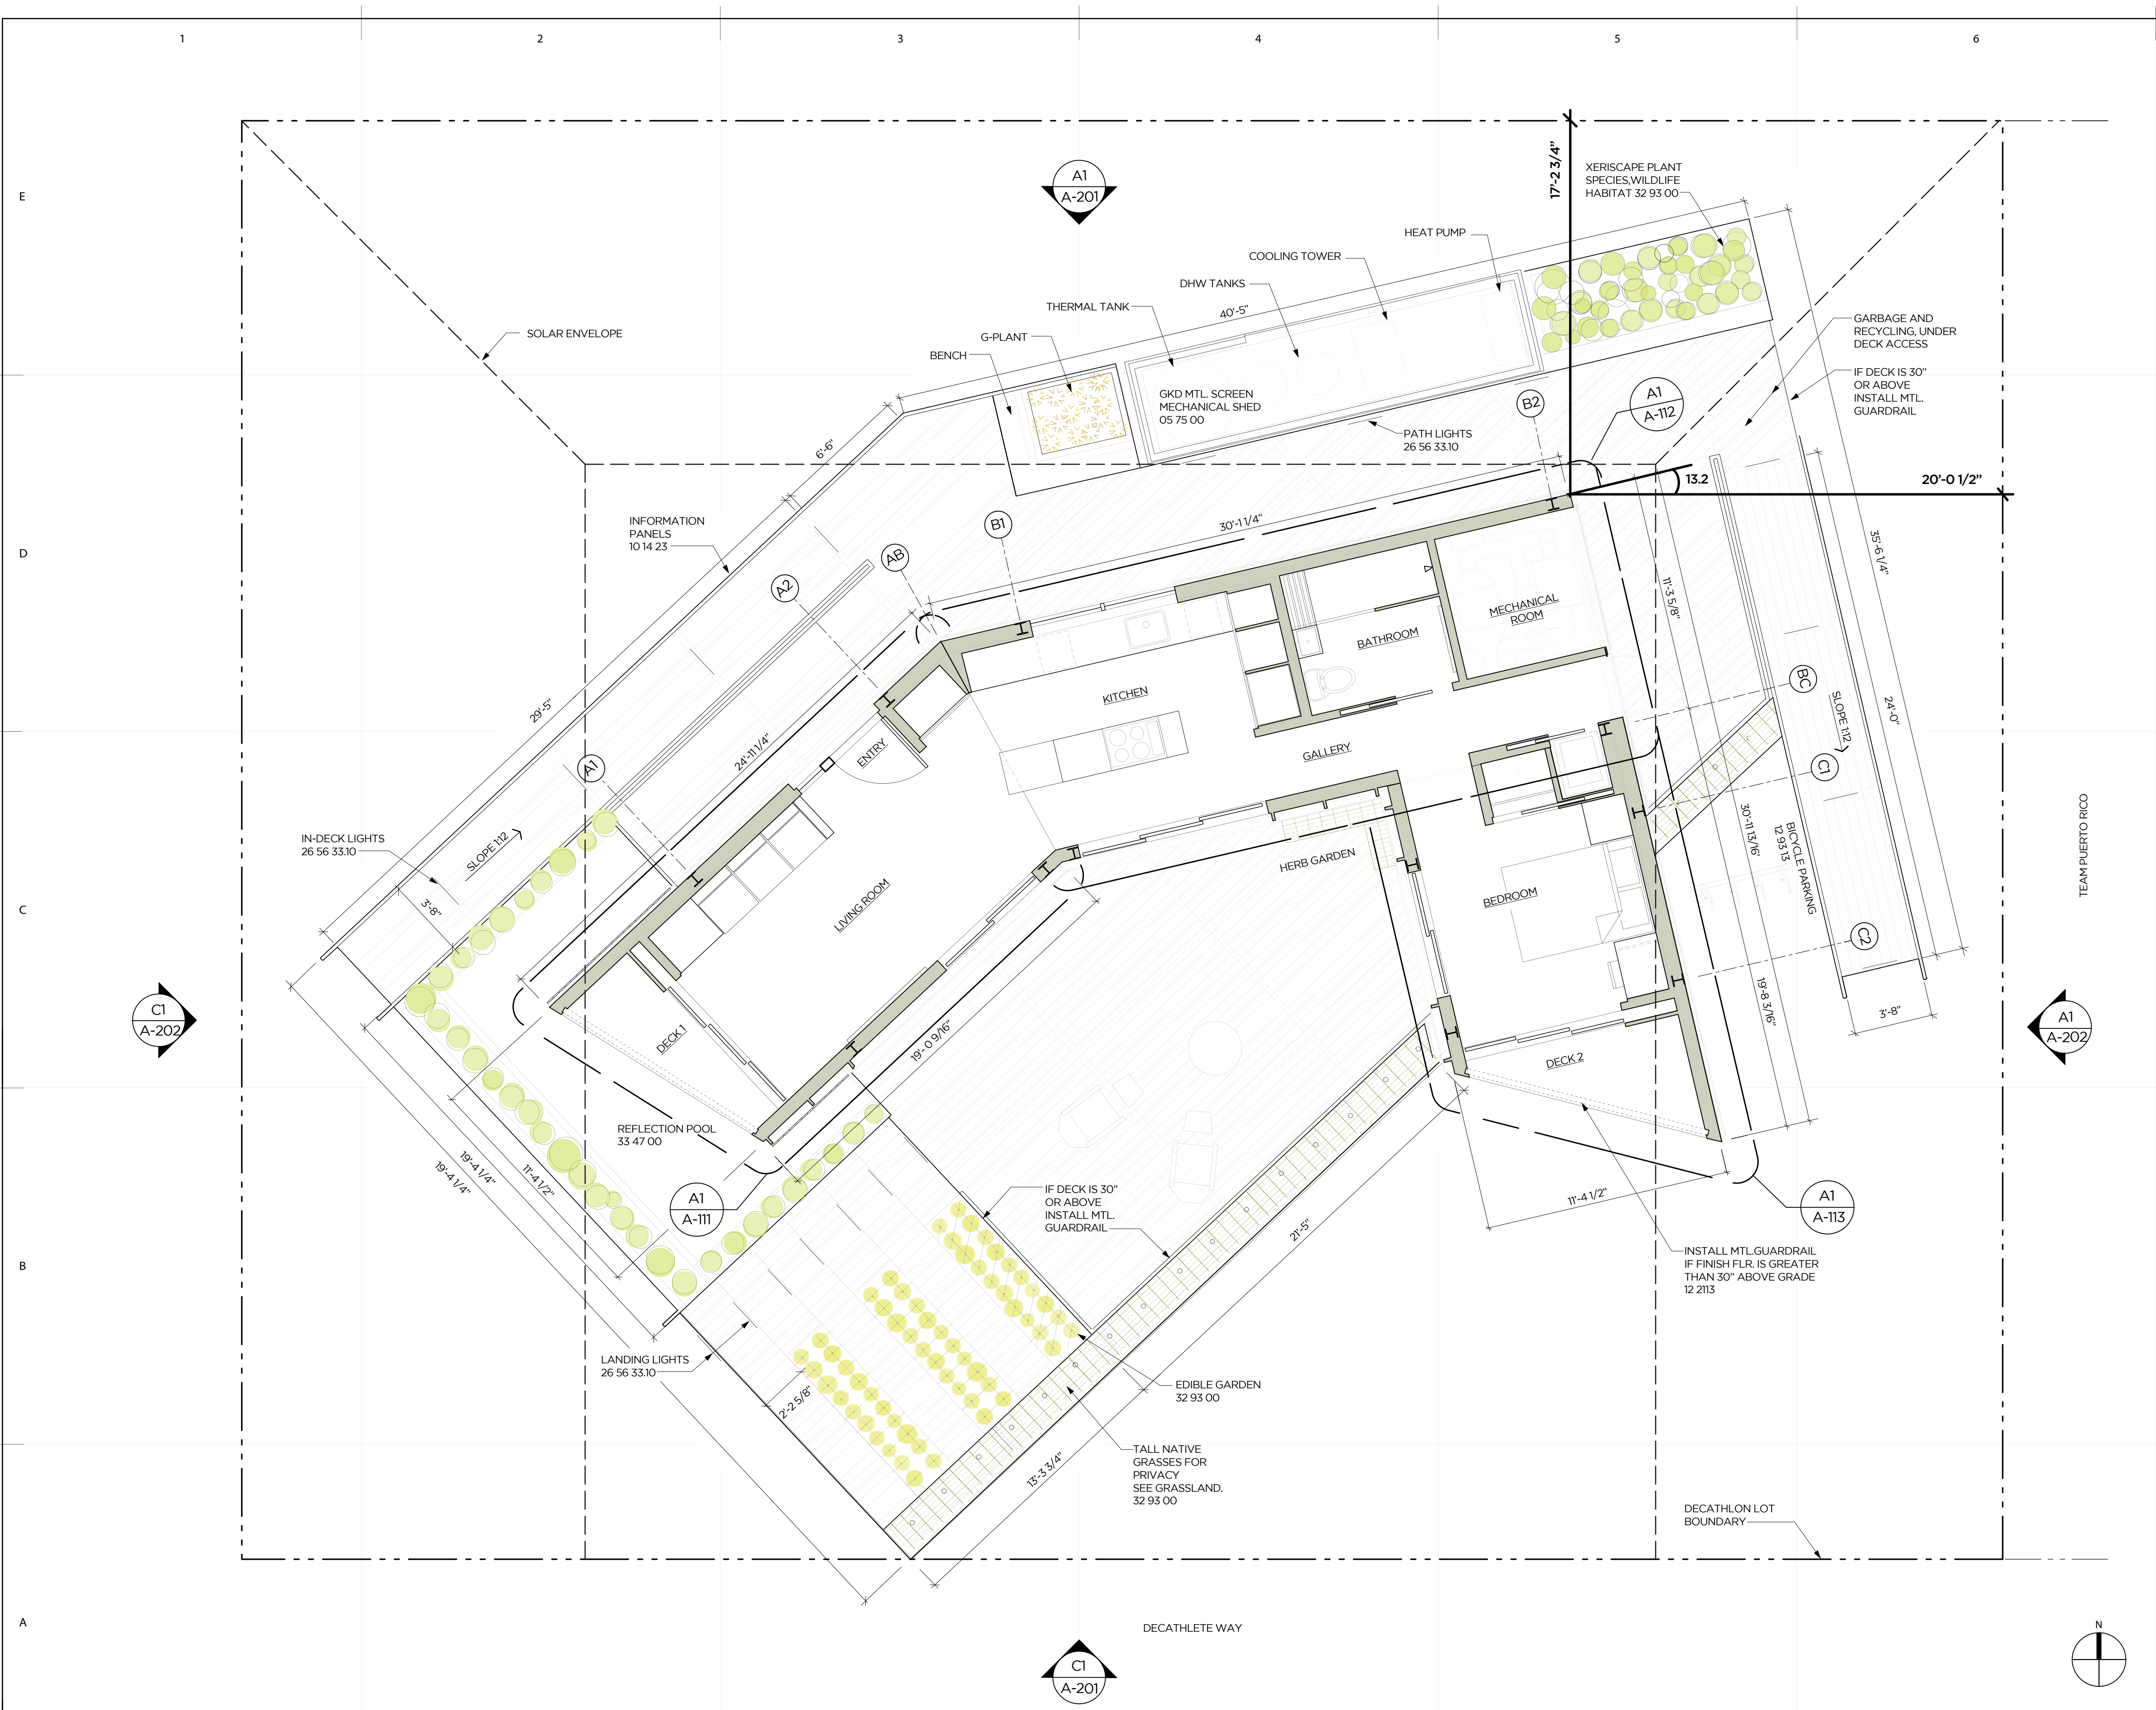 1
2
3
4
5
6
E
D
C
B
A
A1
A-201
17'-2 3/4"
XERISCAPE PLANT
SPECIES,WILDLIFE
HABITAT 32 93 00
HEAT PUMP
COOLING TOWER
DHW TANKS
THERMAL TANK
40'-5"
G-PLANT
BENCH
SOLAR ENVELOPE
GARBAGE AND
RECYCLING, UNDER
DECK ACCESS
IF DECK IS 30"
OR ABOVE
INSTALL MTL.
GUARDRAIL
GKD MTL. SCREEN
MECHANICAL SHED
05 75 00
B2
A1
A-112
PATH LIGHTS
26 56 33.10
6'-6"
13.2
20'-0 1/2"
INFORMATION
PANELS
10 14 23
B1
30'-1 1/4"
AB
A2
35'-6 1/4"
11'-3 5/8"
MECHANICAL
ROOM
BATHROOM
KITCHEN
BC
SLOPE 1:12
24'-0"
29'-5"
24'-11 1/4"
ENTRY
GALLERY
A1
C1
30'-11 13/16'
BICYCLE PARKING
12 93 13
TEAM PUERTO RICO
IN-DECK LIGHTS
26 56 33.10
SLOPE 1:12
3'-8"
HERB GARDEN
LIVING ROOM
BEDROOM
C2
19'-8 3/16"
3'-8"
C1
A-202
A1
A-202
DECK 1
19'- 0 9/16"
DECK 2
REFLECTION POOL
33 47 00
19'-4 1/4"
19'-4 1/4"
11'-4 1/2"
A1
A-111
IF DECK IS 30"
OR ABOVE
INSTALL MTL.
GUARDRAIL
21'-5"
11'-4 1/2"
A1
A-113
INSTALL MTL.GUARDRAIL
IF FINISH FLR. IS GREATER
THAN 30" ABOVE GRADE
12 2113
LANDING LIGHTS
26 56 33.10
2'-2 5/8"
EDIBLE GARDEN
32 93 00
13'-3 3/4"
TALL NATIVE
GRASSES FOR
PRIVACY
SEE GRASSLAND.
32 93 00
DECATHLON LOT
BOUNDARY
DECATHLETE WAY
C1
A-201
N